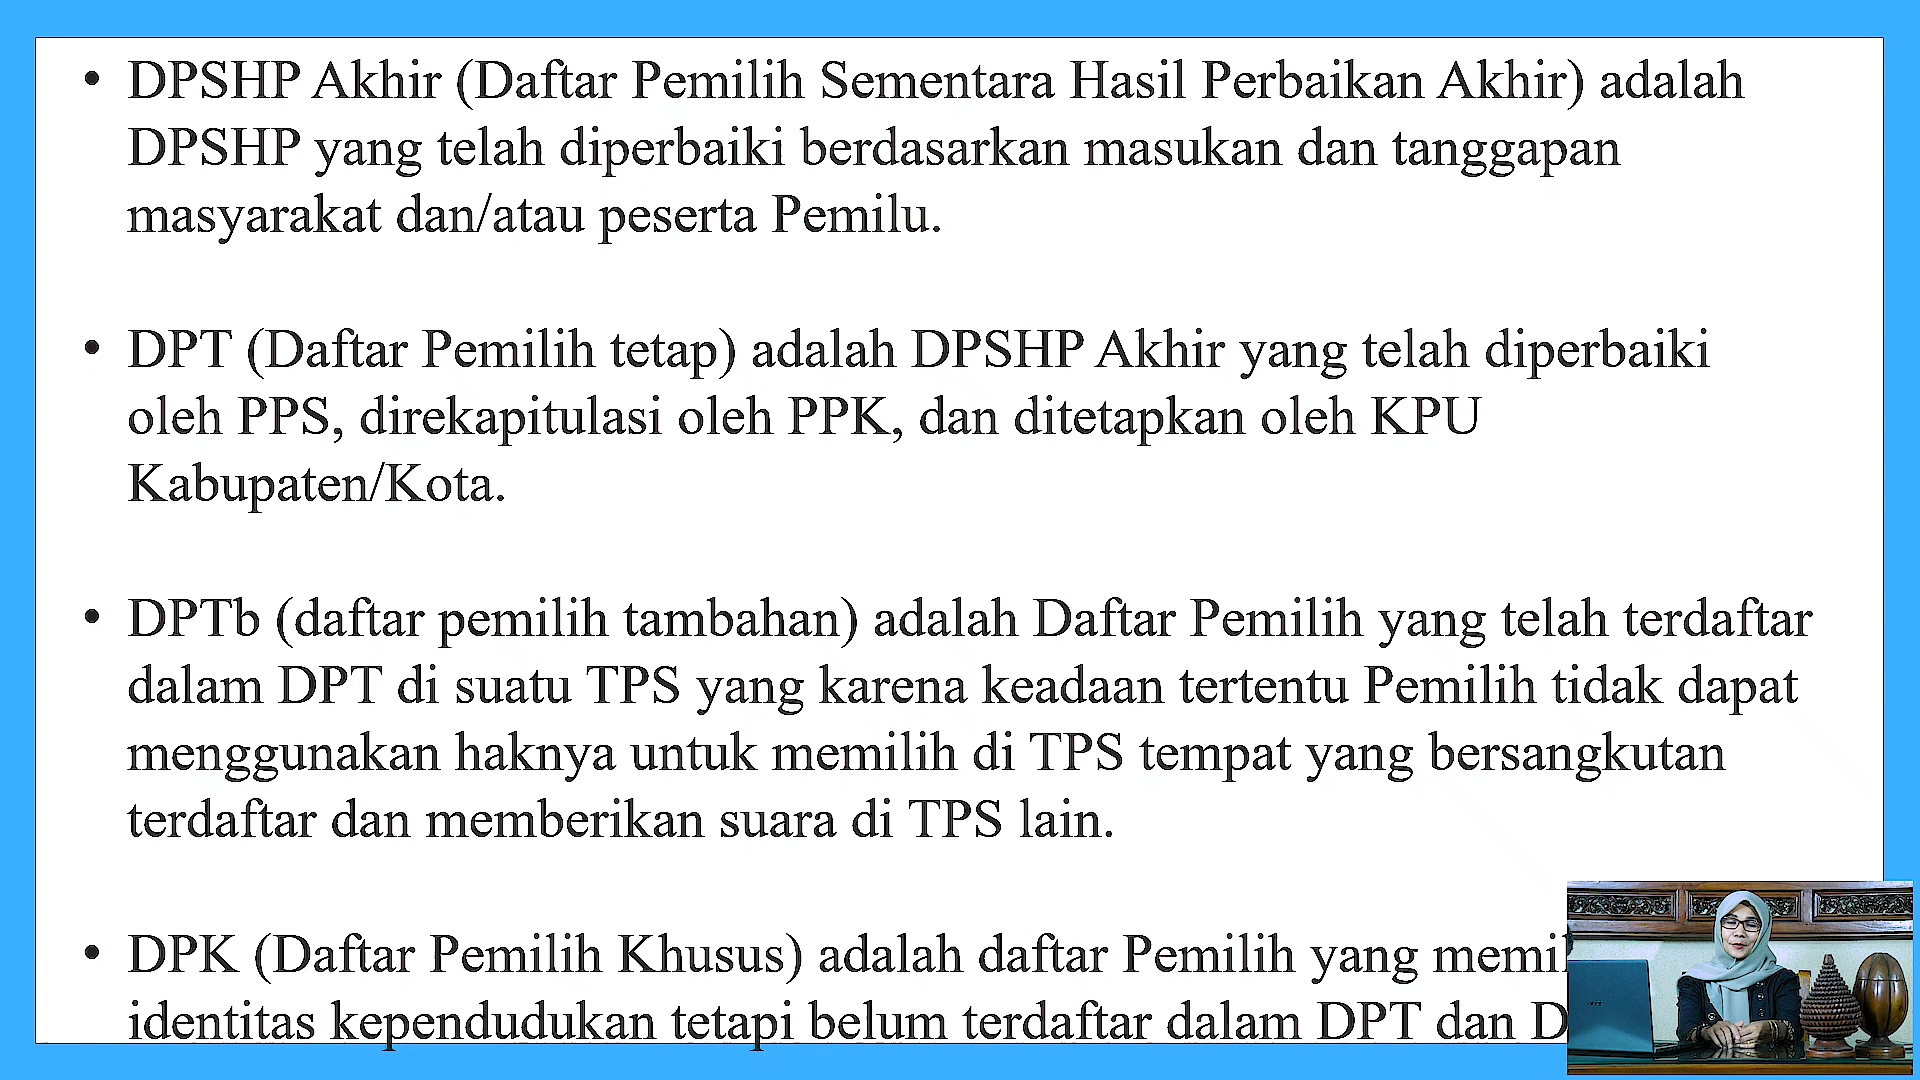 • DPSHP Akhir (Daftar Pemilih Sementara Hasil Perbaikan Akhir) adalah
DPSHP yang telah diperbaiki berdasarkan masukan dan tanggapan
masyarakat dan/atau peserta Pemilu.
• DPT (Daftar Pemilih tetap) adalah DPSHP Akhir yang telah diperbaiki
oleh PPS, direkapitulasi oleh PPK, dan ditetapkan oleh KPU
Kabupaten/Kota.
• DPTb (daftar pemilih tambahan) adalah Daftar Pemilih yang telah terdaftar
dalam DPT di suatu TPS yang karena keadaan tertentu Pemilih tidak dapat
menggunakan haknya untuk memilih di TPS tempat yang bersangkutan
terdaftar dan memberikan suara di TPS lain.
• DPK (Daftar Pemilih Khusus) adalah daftar Pemilih yang
identitas kependudukan tetapi belum terdaftar dalam DPT dan